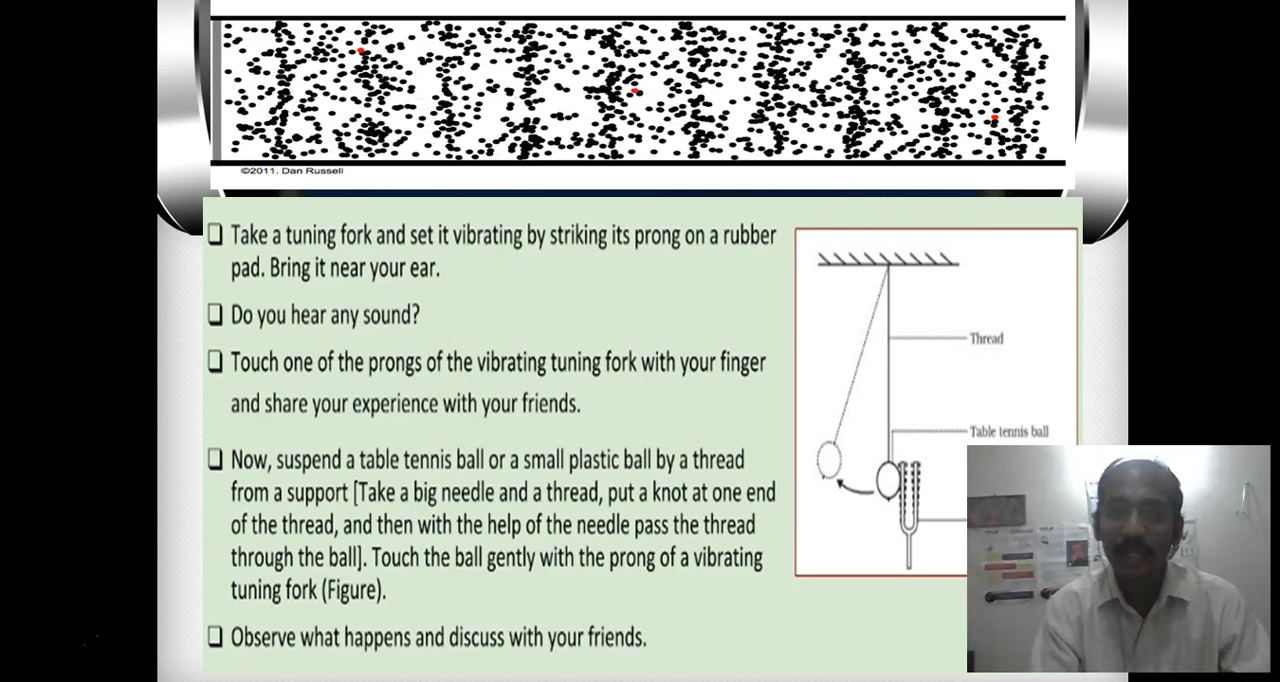 ©2011. Dan Russell
❑ Take a tuning fork and set it vibrating by striking its prong on a rubber
pad. Bring it near your ear.
❑ Do you hear any sound?
❑ Touch one of the prongs of the vibrating tuning fork with your finger
and share your experience with your friends.
❑ Now, suspend a table tennis ball or a small plastic ball by a thread
from a support [Take a big needle and a thread, put a knot at one end
of the thread, and then with the help of the needle pass the thread
through the ball]. Touch the ball gently with the prong of a vibrating
tuning fork (Figure).
❑ Observe what happens and discuss with your friends.
Thread
Table tennis ball